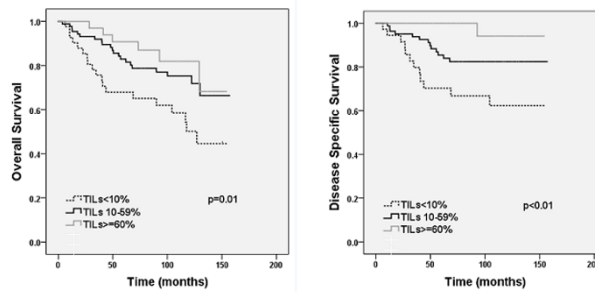 Overall Survival
1.0
0.8
0.6
0.4
0.2
0.0
TILs<10%
TILs 10-59%
TILs>=60%
p=0.01
0 50 100 150 200
Time (months)
Disease Specific Survival
1.0
0.8
0.6
0.4
0.2
0.0
TILs<10%
TILs 10-59%
TILs>=60%
p<0.01
0 50 100 150 200
Time (months)